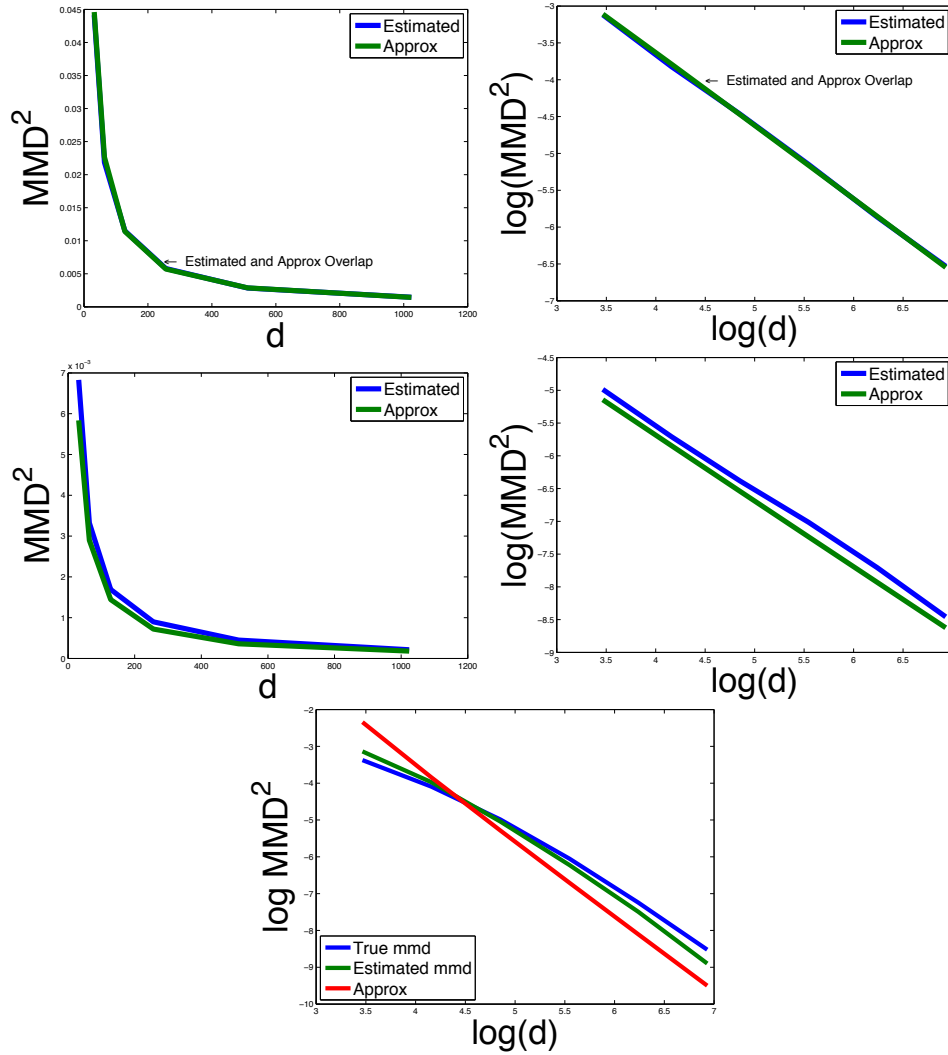 0.045
0.04
0.035
0.03
0.025
0.02
0.015
0.01
0.005
0
0 200 400 600 800 1000 1200
MMD²
d
Estimated
Approx
Estimated and Approx Overlap
−3
−3.5
−4
−4.5
−5
−5.5
−6
−6.5
−7
3 3.5 4 4.5 5 5.5 6 6.5
log(MMD²)
log(d)
Estimated
Approx
Estimated and Approx Overlap
x 10⁻³
7
6
5
4
3
2
1
0
0 200 400 600 800 1000 1200
MMD²
d
Estimated
Approx
−4.5
−5
−5.5
−6
−6.5
−7
−7.5
−8
−8.5
−9
3 3.5 4 4.5 5 5.5 6 6.5
log(MMD²)
log(d)
Estimated
Approx
−2
−3
−4
−5
−6
−7
−8
−9
−10
3 3.5 4 4.5 5 5.5 6 6.5 7
log MMD²
log(d)
True mmd
Estimated mmd
Approx